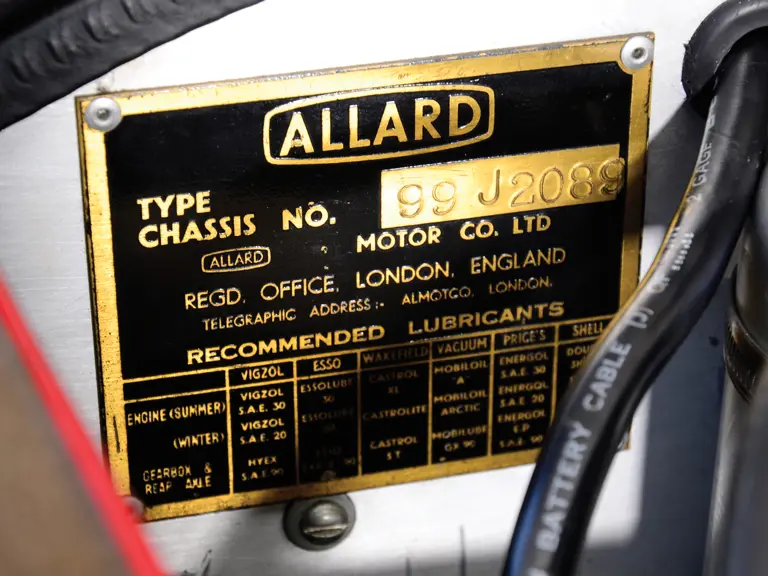 ALLARD
TYPE
CHASSIS NO. 99 J2089
ALLARD MOTOR CO. LTD
REGD. OFFICE, LONDON, ENGLAND
TELEGRAPHIC ADDRESS:- ALMOTCO, LONDON.
RECOMMENDED LUBRICANTS
VIGZOL ESSO WAKEFIELD VACUUM PRICE'S SHELL
ENGINE (SUMMER) VIGZOL S.A.E. 30 ESSOLUBE 30 CASTROL XL MOBILOIL "A" ENERGOL S.A.E. 30
(WINTER) VIGZOL S.A.E. 20 ESSOLUBE CASTROLITE MOBILOIL ARCTIC ENERGOL S.A.E. 20
GEARBOX & REAR AXLE HYEX S.A.E. 90 90 CASTROL ST MOBILUBE GX 90 ENERGOL E.P.
BATTERY CABLE 2 GAGE